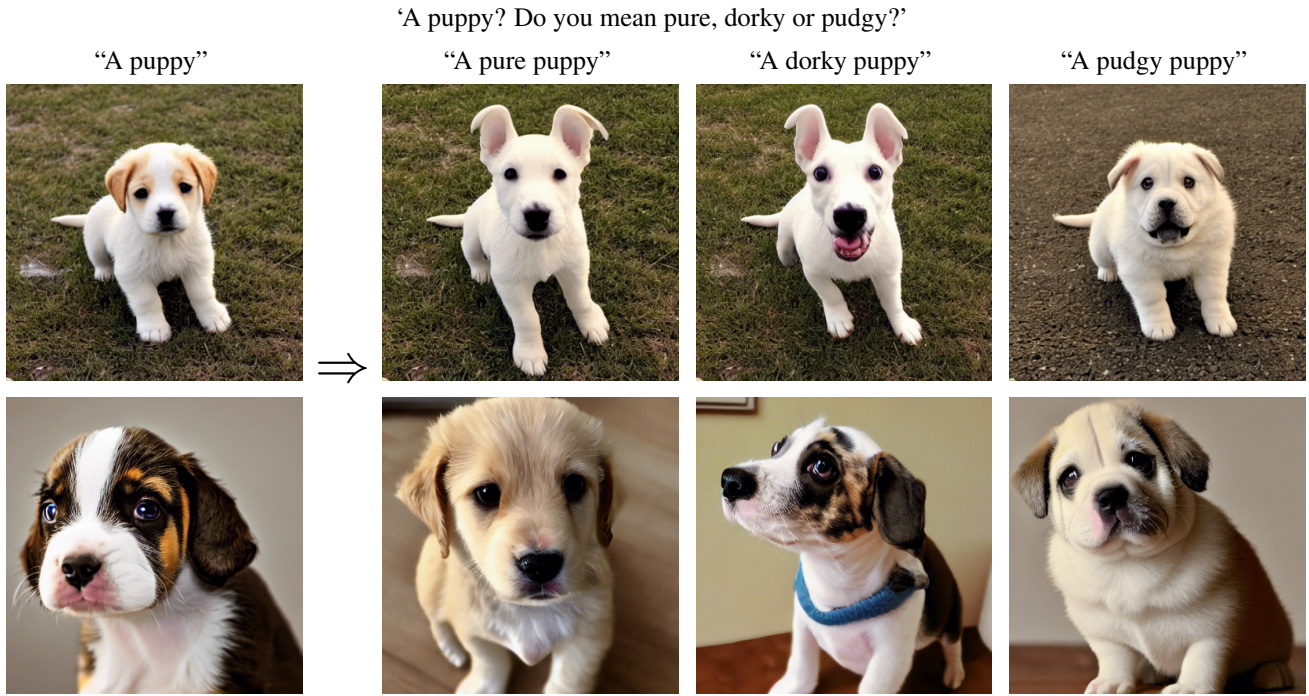 ‘A puppy? Do you mean pure, dorky or pudgy?’
“A puppy”
“A pure puppy”
“A dorky puppy”
“A pudgy puppy”